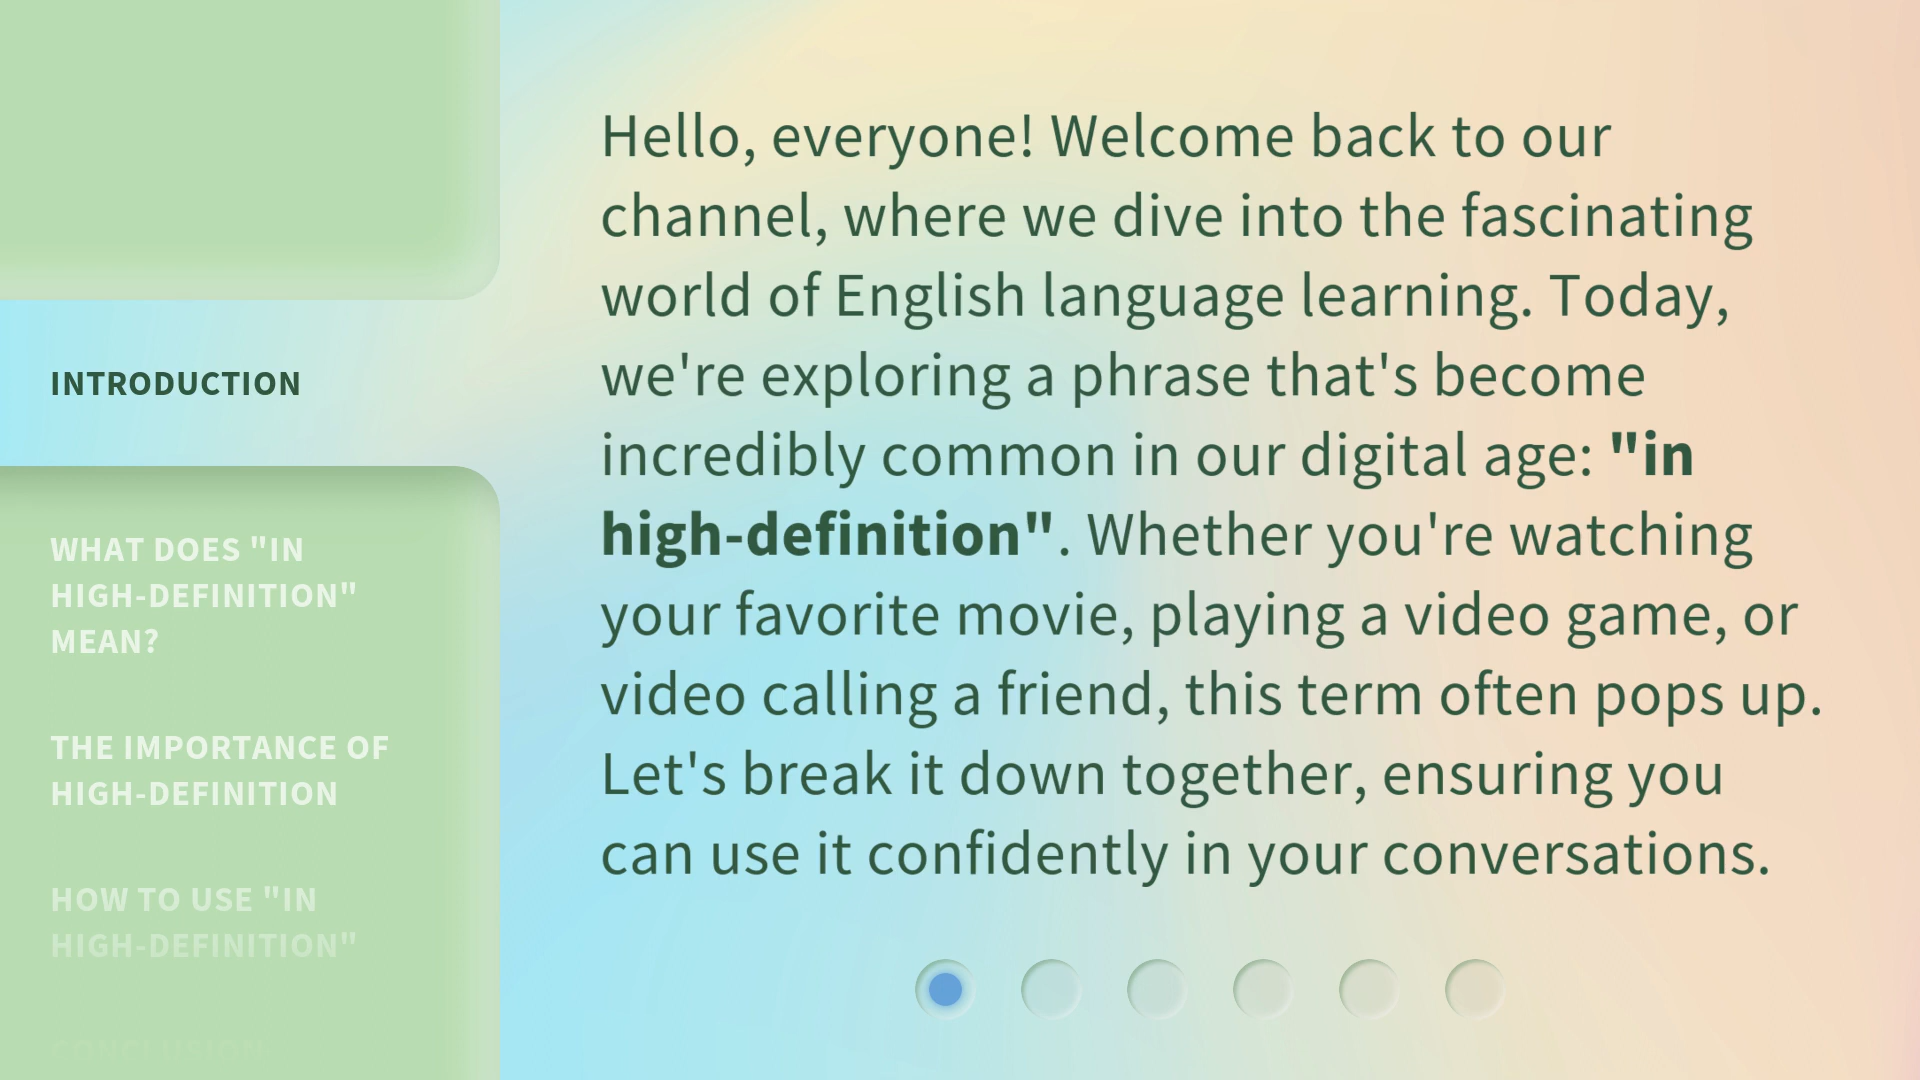 INTRODUCTION
WHAT DOES "IN
HIGH-DEFINITION"
MEAN?
THE IMPORTANCE OF
HIGH-DEFINITION
HOW TO USE "IN
HIGH-DEFINITION"
CONCLUSION
Hello, everyone! Welcome back to our
channel, where we dive into the fascinating
world of English language learning. Today,
we're exploring a phrase that's become
incredibly common in our digital age: "in
high-definition". Whether you're watching
your favorite movie, playing a video game, or
video calling a friend, this term often pops up.
Let's break it down together, ensuring you
can use it confidently in your conversations.